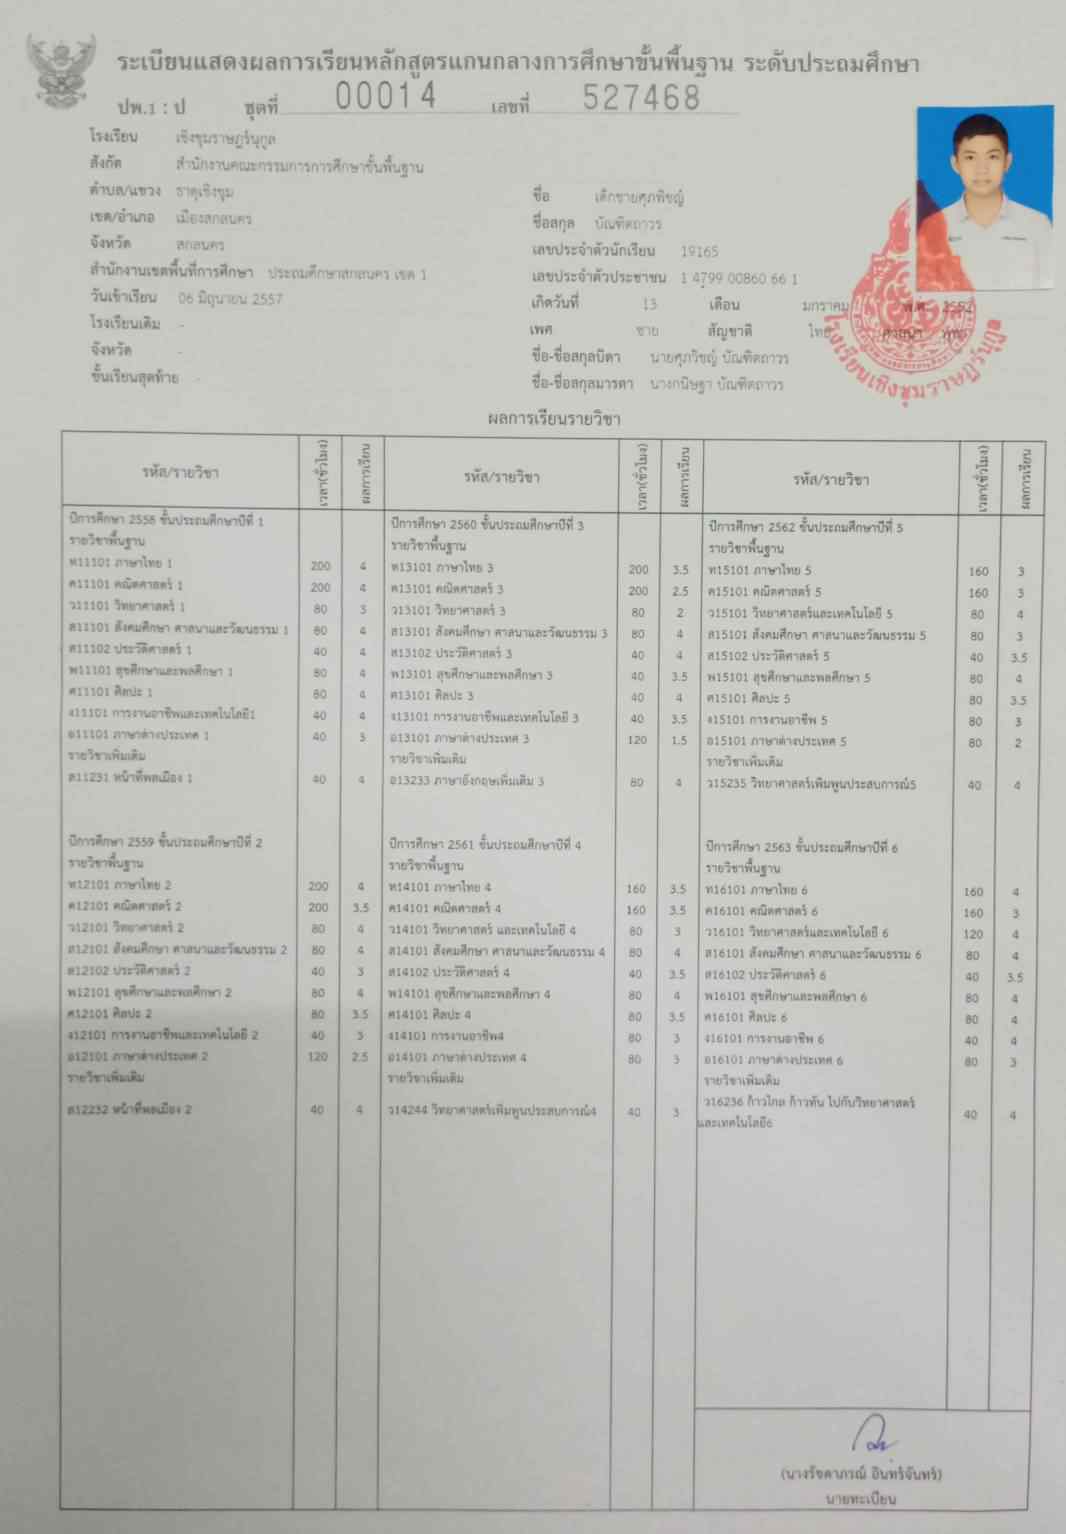 ระเบียนแสดงผลการเรียนหลักสูตรแกนกลางการศึกษาขั้นพื้นฐาน ระดับประถมศึกษา
ปพ.1 : ป ชุดที่ 00014 เลขที่ 527468
โรงเรียน เชิงชุมราษฎร์นุกูล
สังกัด สำนักงานคณะกรรมการการศึกษาขั้นพื้นฐาน
ตำบล/แขวง ธาตุเชิงชุม
เขต/อำเภอ เมืองสกลนคร
จังหวัด สกลนคร
สำนักงานเขตพื้นที่การศึกษา ประถมศึกษาสกลนคร เขต 1
วันเข้าเรียน 06 มิถุนายน 2557
โรงเรียนเดิม -
จังหวัด -
ชั้นเรียนสุดท้าย -
ชื่อ เด็กชายศุภพิชญ์
ชื่อสกุล บัณฑิตถาวร
เลขประจำตัวนักเรียน 19165
เลขประจำตัวประชาชน 1 4799 00860 66 1
เกิดวันที่ 13 เดือน มกราคม พ.ศ. 2552
เพศ ชาย สัญชาติ ไทย ศาสนา พุทธ
ชื่อ-ชื่อสกุลบิดา นายศุภวิชญ์ บัณฑิตถาวร
ชื่อ-ชื่อสกุลมารดา นางกนิษฐา บัณฑิตถาวร
โรงเรียนเชิงชุมราษฎร์นุกูล
ผลการเรียนรายวิชา
รหัส/รายวิชา เวลา(ชั่วโมง) ผลการเรียน
ปีการศึกษา 2558 ชั้นประถมศึกษาปีที่ 1
รายวิชาพื้นฐาน
ท11101 ภาษาไทย 1 200 4
ค11101 คณิตศาสตร์ 1 200 4
ว11101 วิทยาศาสตร์ 1 80 3
ส11101 สังคมศึกษา ศาสนาและวัฒนธรรม 1 80 4
ส11102 ประวัติศาสตร์ 1 40 4
พ11101 สุขศึกษาและพลศึกษา 1 80 4
ศ11101 ศิลปะ 1 80 4
ง11101 การงานอาชีพและเทคโนโลยี1 40 4
อ11101 ภาษาต่างประเทศ 1 40 3
รายวิชาเพิ่มเติม
ส11231 หน้าที่พลเมือง 1 40 4
ปีการศึกษา 2559 ชั้นประถมศึกษาปีที่ 2
รายวิชาพื้นฐาน
ท12101 ภาษาไทย 2 200 4
ค12101 คณิตศาสตร์ 2 200 3.5
ว12101 วิทยาศาสตร์ 2 80 4
ส12101 สังคมศึกษา ศาสนาและวัฒนธรรม 2 80 4
ส12102 ประวัติศาสตร์ 2 40 3
พ12101 สุขศึกษาและพลศึกษา 2 80 4
ศ12101 ศิลปะ 2 80 3.5
ง12101 การงานอาชีพและเทคโนโลยี 2 40 3
อ12101 ภาษาต่างประเทศ 2 120 2.5
รายวิชาเพิ่มเติม
ส12232 หน้าที่พลเมือง 2 40 4
รหัส/รายวิชา เวลา(ชั่วโมง) ผลการเรียน
ปีการศึกษา 2560 ชั้นประถมศึกษาปีที่ 3
รายวิชาพื้นฐาน
ท13101 ภาษาไทย 3 200 3.5
ค13101 คณิตศาสตร์ 3 200 2.5
ว13101 วิทยาศาสตร์ 3 80 2
ส13101 สังคมศึกษา ศาสนาและวัฒนธรรม 3 80 4
ส13102 ประวัติศาสตร์ 3 40 4
พ13101 สุขศึกษาและพลศึกษา 3 40 3.5
ศ13101 ศิลปะ 3 40 4
ง13101 การงานอาชีพและเทคโนโลยี 3 40 3.5
อ13101 ภาษาต่างประเทศ 3 120 1.5
รายวิชาเพิ่มเติม
อ13233 ภาษาอังกฤษเพิ่มเติม 3 80 4
ปีการศึกษา 2561 ชั้นประถมศึกษาปีที่ 4
รายวิชาพื้นฐาน
ท14101 ภาษาไทย 4 160 3.5
ค14101 คณิตศาสตร์ 4 160 3.5
ว14101 วิทยาศาสตร์ และเทคโนโลยี 4 80 3
ส14101 สังคมศึกษา ศาสนาและวัฒนธรรม 4 80 4
ส14102 ประวัติศาสตร์ 4 40 3.5
พ14101 สุขศึกษาและพลศึกษา 4 80 4
ศ14101 ศิลปะ 4 80 3.5
ง14101 การงานอาชีพ4 80 3
อ14101 ภาษาต่างประเทศ 4 80 3
รายวิชาเพิ่มเติม
ว14244 วิทยาศาสตร์เพิ่มพูนประสบการณ์4 40 3
รหัส/รายวิชา เวลา(ชั่วโมง) ผลการเรียน
ปีการศึกษา 2562 ชั้นประถมศึกษาปีที่ 5
รายวิชาพื้นฐาน
ท15101 ภาษาไทย 5 160 3
ค15101 คณิตศาสตร์ 5 160 3
ว15101 วิทยาศาสตร์และเทคโนโลยี 5 80 4
ส15101 สังคมศึกษา ศาสนาและวัฒนธรรม 5 80 3
ส15102 ประวัติศาสตร์ 5 40 3.5
พ15101 สุขศึกษาและพลศึกษา 5 80 4
ศ15101 ศิลปะ 5 80 3.5
ง15101 การงานอาชีพ 5 80 3
อ15101 ภาษาต่างประเทศ 5 80 2
รายวิชาเพิ่มเติม
ว15235 วิทยาศาสตร์เพิ่มพูนประสบการณ์5 40 4
ปีการศึกษา 2563 ชั้นประถมศึกษาปีที่ 6
รายวิชาพื้นฐาน
ท16101 ภาษาไทย 6 160 4
ค16101 คณิตศาสตร์ 6 160 3
ว16101 วิทยาศาสตร์และเทคโนโลยี 6 120 4
ส16101 สังคมศึกษา ศาสนาและวัฒนธรรม 6 80 4
ส16102 ประวัติศาสตร์ 6 40 3.5
พ16101 สุขศึกษาและพลศึกษา 6 80 4
ศ16101 ศิลปะ 6 80 4
ง16101 การงานอาชีพ 6 40 4
อ16101 ภาษาต่างประเทศ 6 80 3
รายวิชาเพิ่มเติม
ว16236 ก้าวไกล ก้าวทัน ไปกับวิทยาศาสตร์
และเทคโนโลยี6 40 4
(นางรัชดาภรณ์ อินทร์จันทร์)
นายทะเบียน